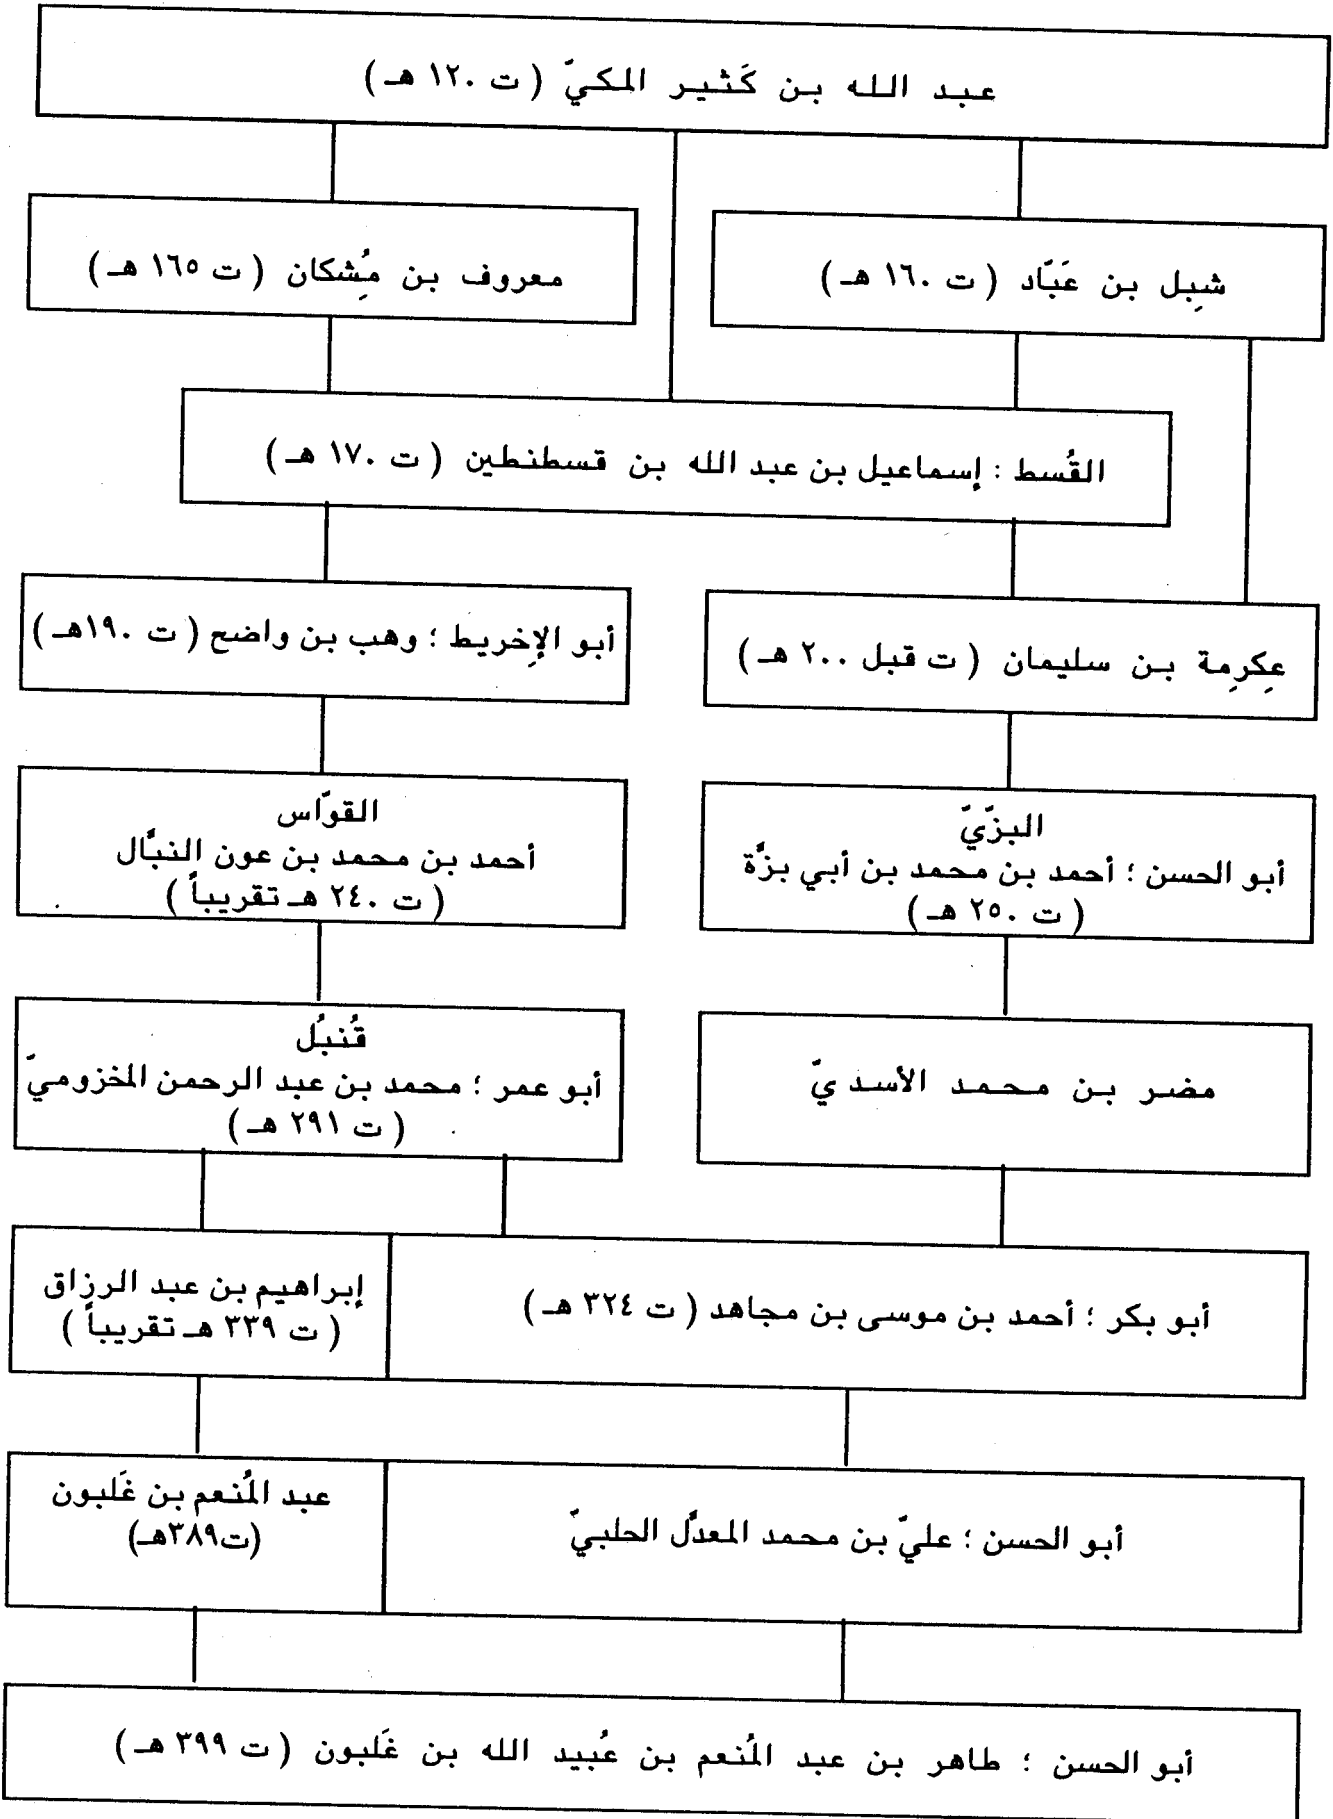 عبد الله بن كَثير المكيّ ( ت ١٢٠ هـ )
شبِل بن عَبّاد ( ت ١٦٠ هـ )
معروف بن مُشِكان ( ت ١٦٥ هـ )
القُسط : إسماعيل بن عبد الله بن قسطنطين ( ت ١٧٠ هـ )
عِكرِمة بن سليمان ( ت قبل ٢٠٠ هـ )
أبو الإخريط ؛ وهب بن واضح ( ت ١٩٠هـ )
البزّيّ
أبو الحسن ؛ أحمد بن محمد بن أبي بزَّة
( ت ٢٥٠ هـ )
القوّاس
أحمد بن محمد بن عون النبَّال
( ت ٢٤٠ هـ تقريباً )
مضر بن محمد الأسديّ
قُنبُل
أبو عمر ؛ محمد بن عبد الرحمن المخزوميّ
( ت ٢٩١ هـ )
أبو بكر ؛ أحمد بن موسى بن مجاهد ( ت ٣٢٤ هـ )
إبراهيم بن عبد الرزاق
( ت ٣٣٩ هـ تقريباً )
أبو الحسن ؛ عليّ بن محمد المعدَّل الحلبيّ
عبد المُنعم بن غَلبون
(ت٣٨٩هـ)
أبو الحسن ؛ طاهر بن عبد المُنعم بن عُبيد الله بن غَلبون ( ت ٣٩٩ هـ )